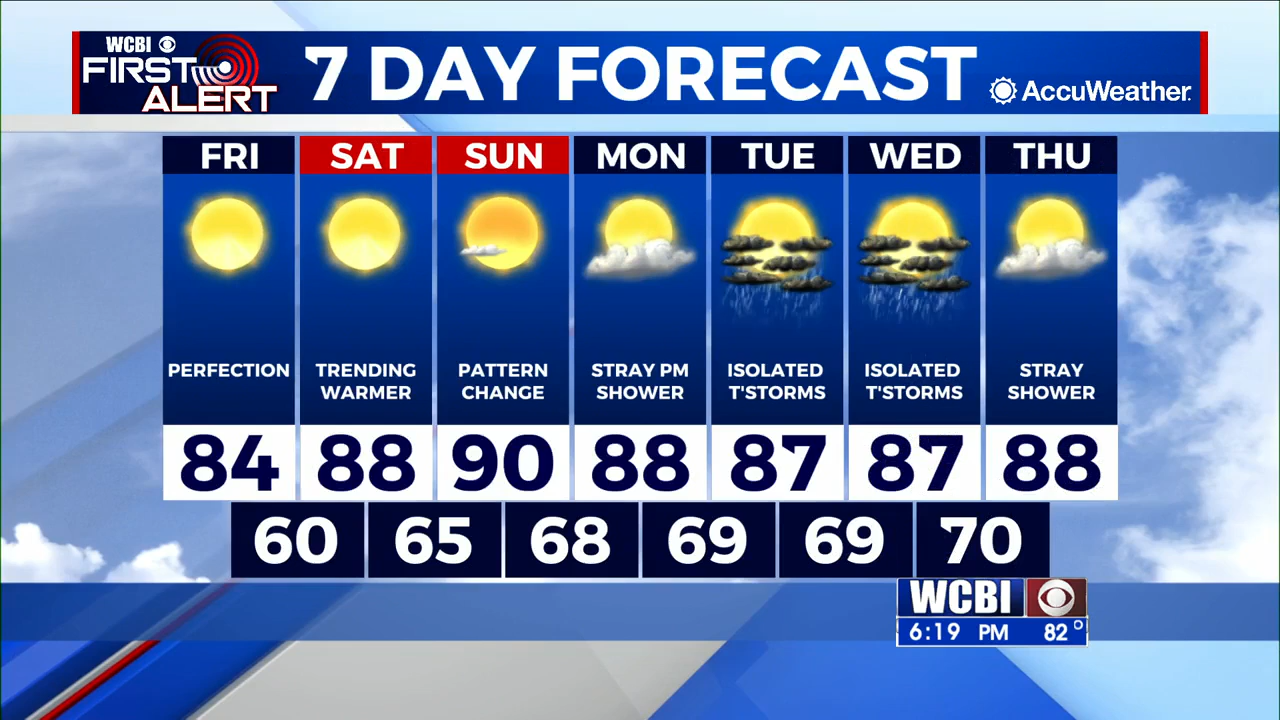 WCBI
FIRST
ALERT
7 DAY FORECAST
AccuWeather.
FRI SAT SUN MON TUE WED THU
PERFECTION
TRENDING
WARMER
PATTERN
CHANGE
STRAY PM
SHOWER
ISOLATED
T'STORMS
ISOLATED
T'STORMS
STRAY
SHOWER
84 88 90 88 87 87 88
60 65 68 69 69 70
WCBI
6:19 PM 82°